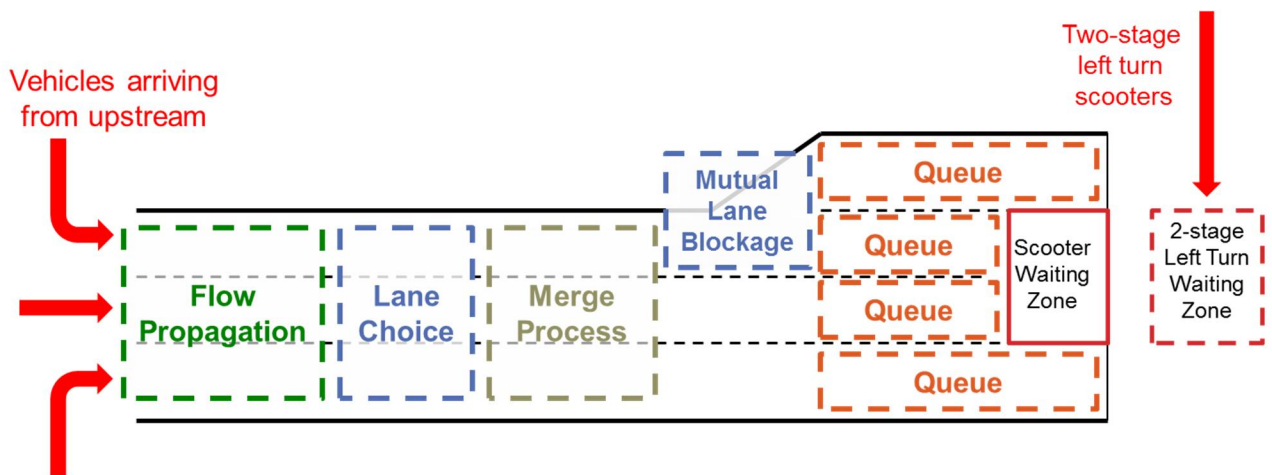 Vehicles arriving
from upstream
Two-stage
left turn
scooters
Flow
Propagation
Lane
Choice
Merge
Process
Mutual
Lane
Blockage
Queue
Queue
Queue
Queue
Scooter
Waiting
Zone
2-stage
Left Turn
Waiting
Zone